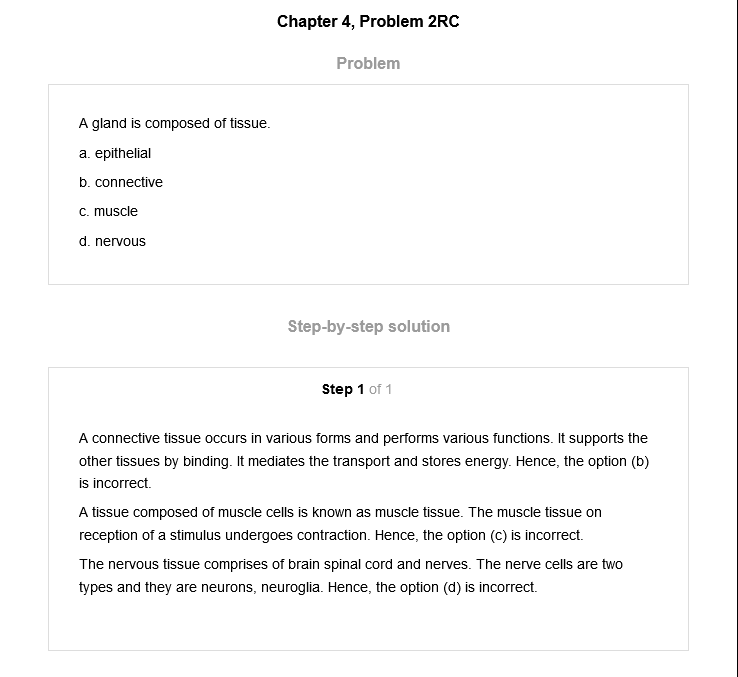 Chapter 4, Problem 2RC
Problem
A gland is composed of tissue.
a. epithelial
b. connective
c. muscle
d. nervous
Step-by-step solution
Step 1 of 1
A connective tissue occurs in various forms and performs various functions. It supports the
other tissues by binding. It mediates the transport and stores energy. Hence, the option (b)
is incorrect.
A tissue composed of muscle cells is known as muscle tissue. The muscle tissue on
reception of a stimulus undergoes contraction. Hence, the option (c) is incorrect.
The nervous tissue comprises of brain spinal cord and nerves. The nerve cells are two
types and they are neurons, neuroglia. Hence, the option (d) is incorrect.